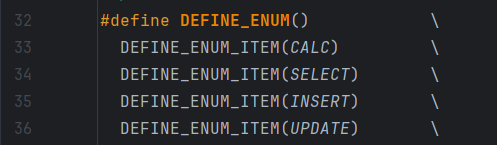 32 #define DEFINE_ENUM() \
33 DEFINE_ENUM_ITEM(CALC) \
34 DEFINE_ENUM_ITEM(SELECT) \
35 DEFINE_ENUM_ITEM(INSERT) \
36 DEFINE_ENUM_ITEM(UPDATE) \